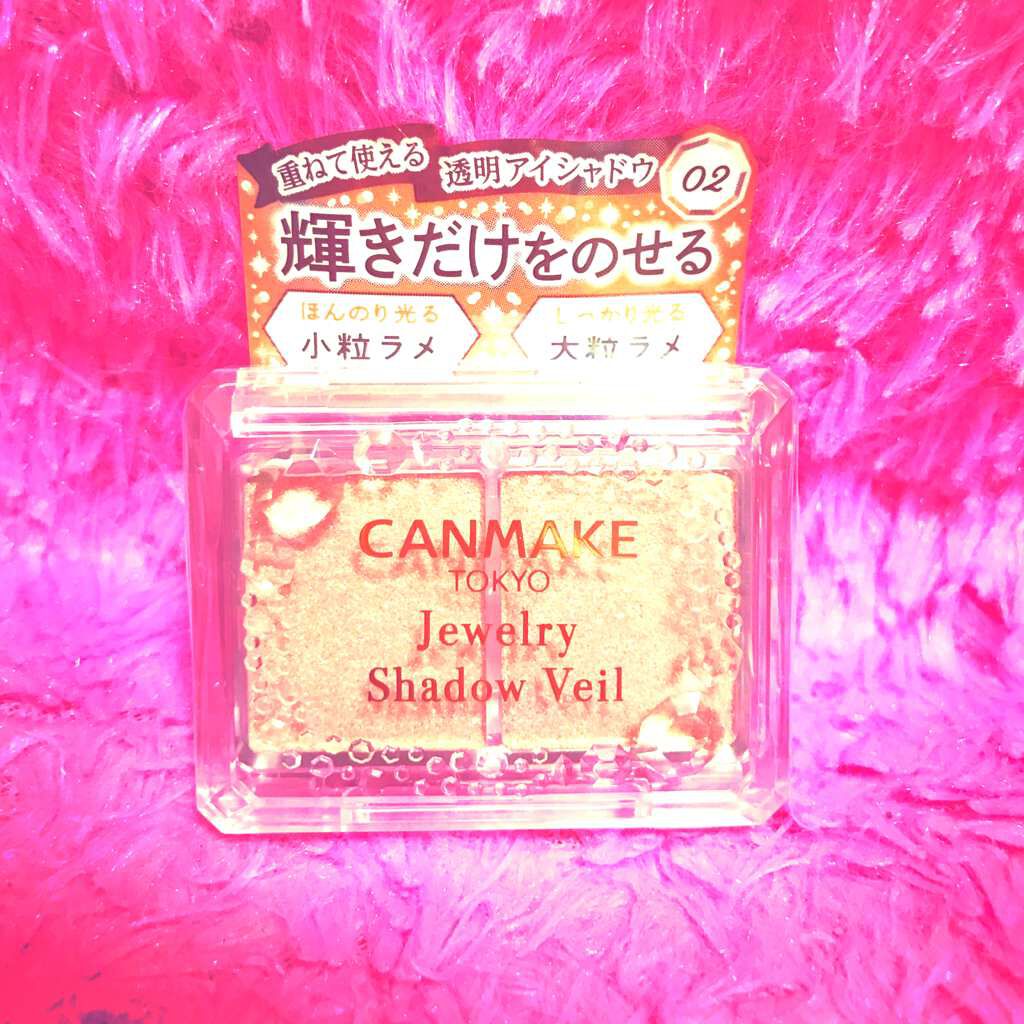 重ねて使える
透明アイシャドウ
02
輝きだけをのせる
ほんのり光る
小粒ラメ
しっかり光る
大粒ラメ
CANMAKE
TOKYO
Jewelry
Shadow Veil